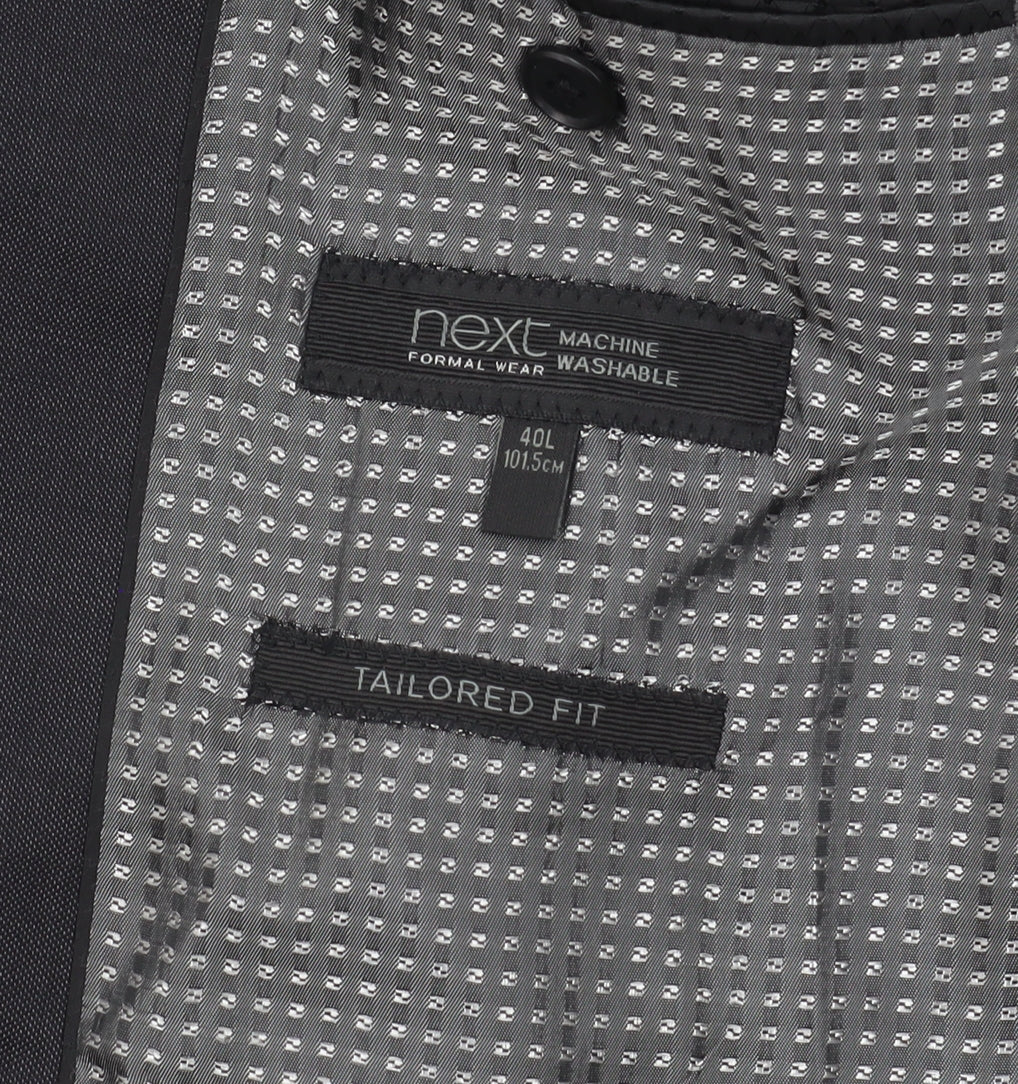 next MACHINE
FORMAL WEAR WASHABLE
40L
101.5CM
TAILORED FIT